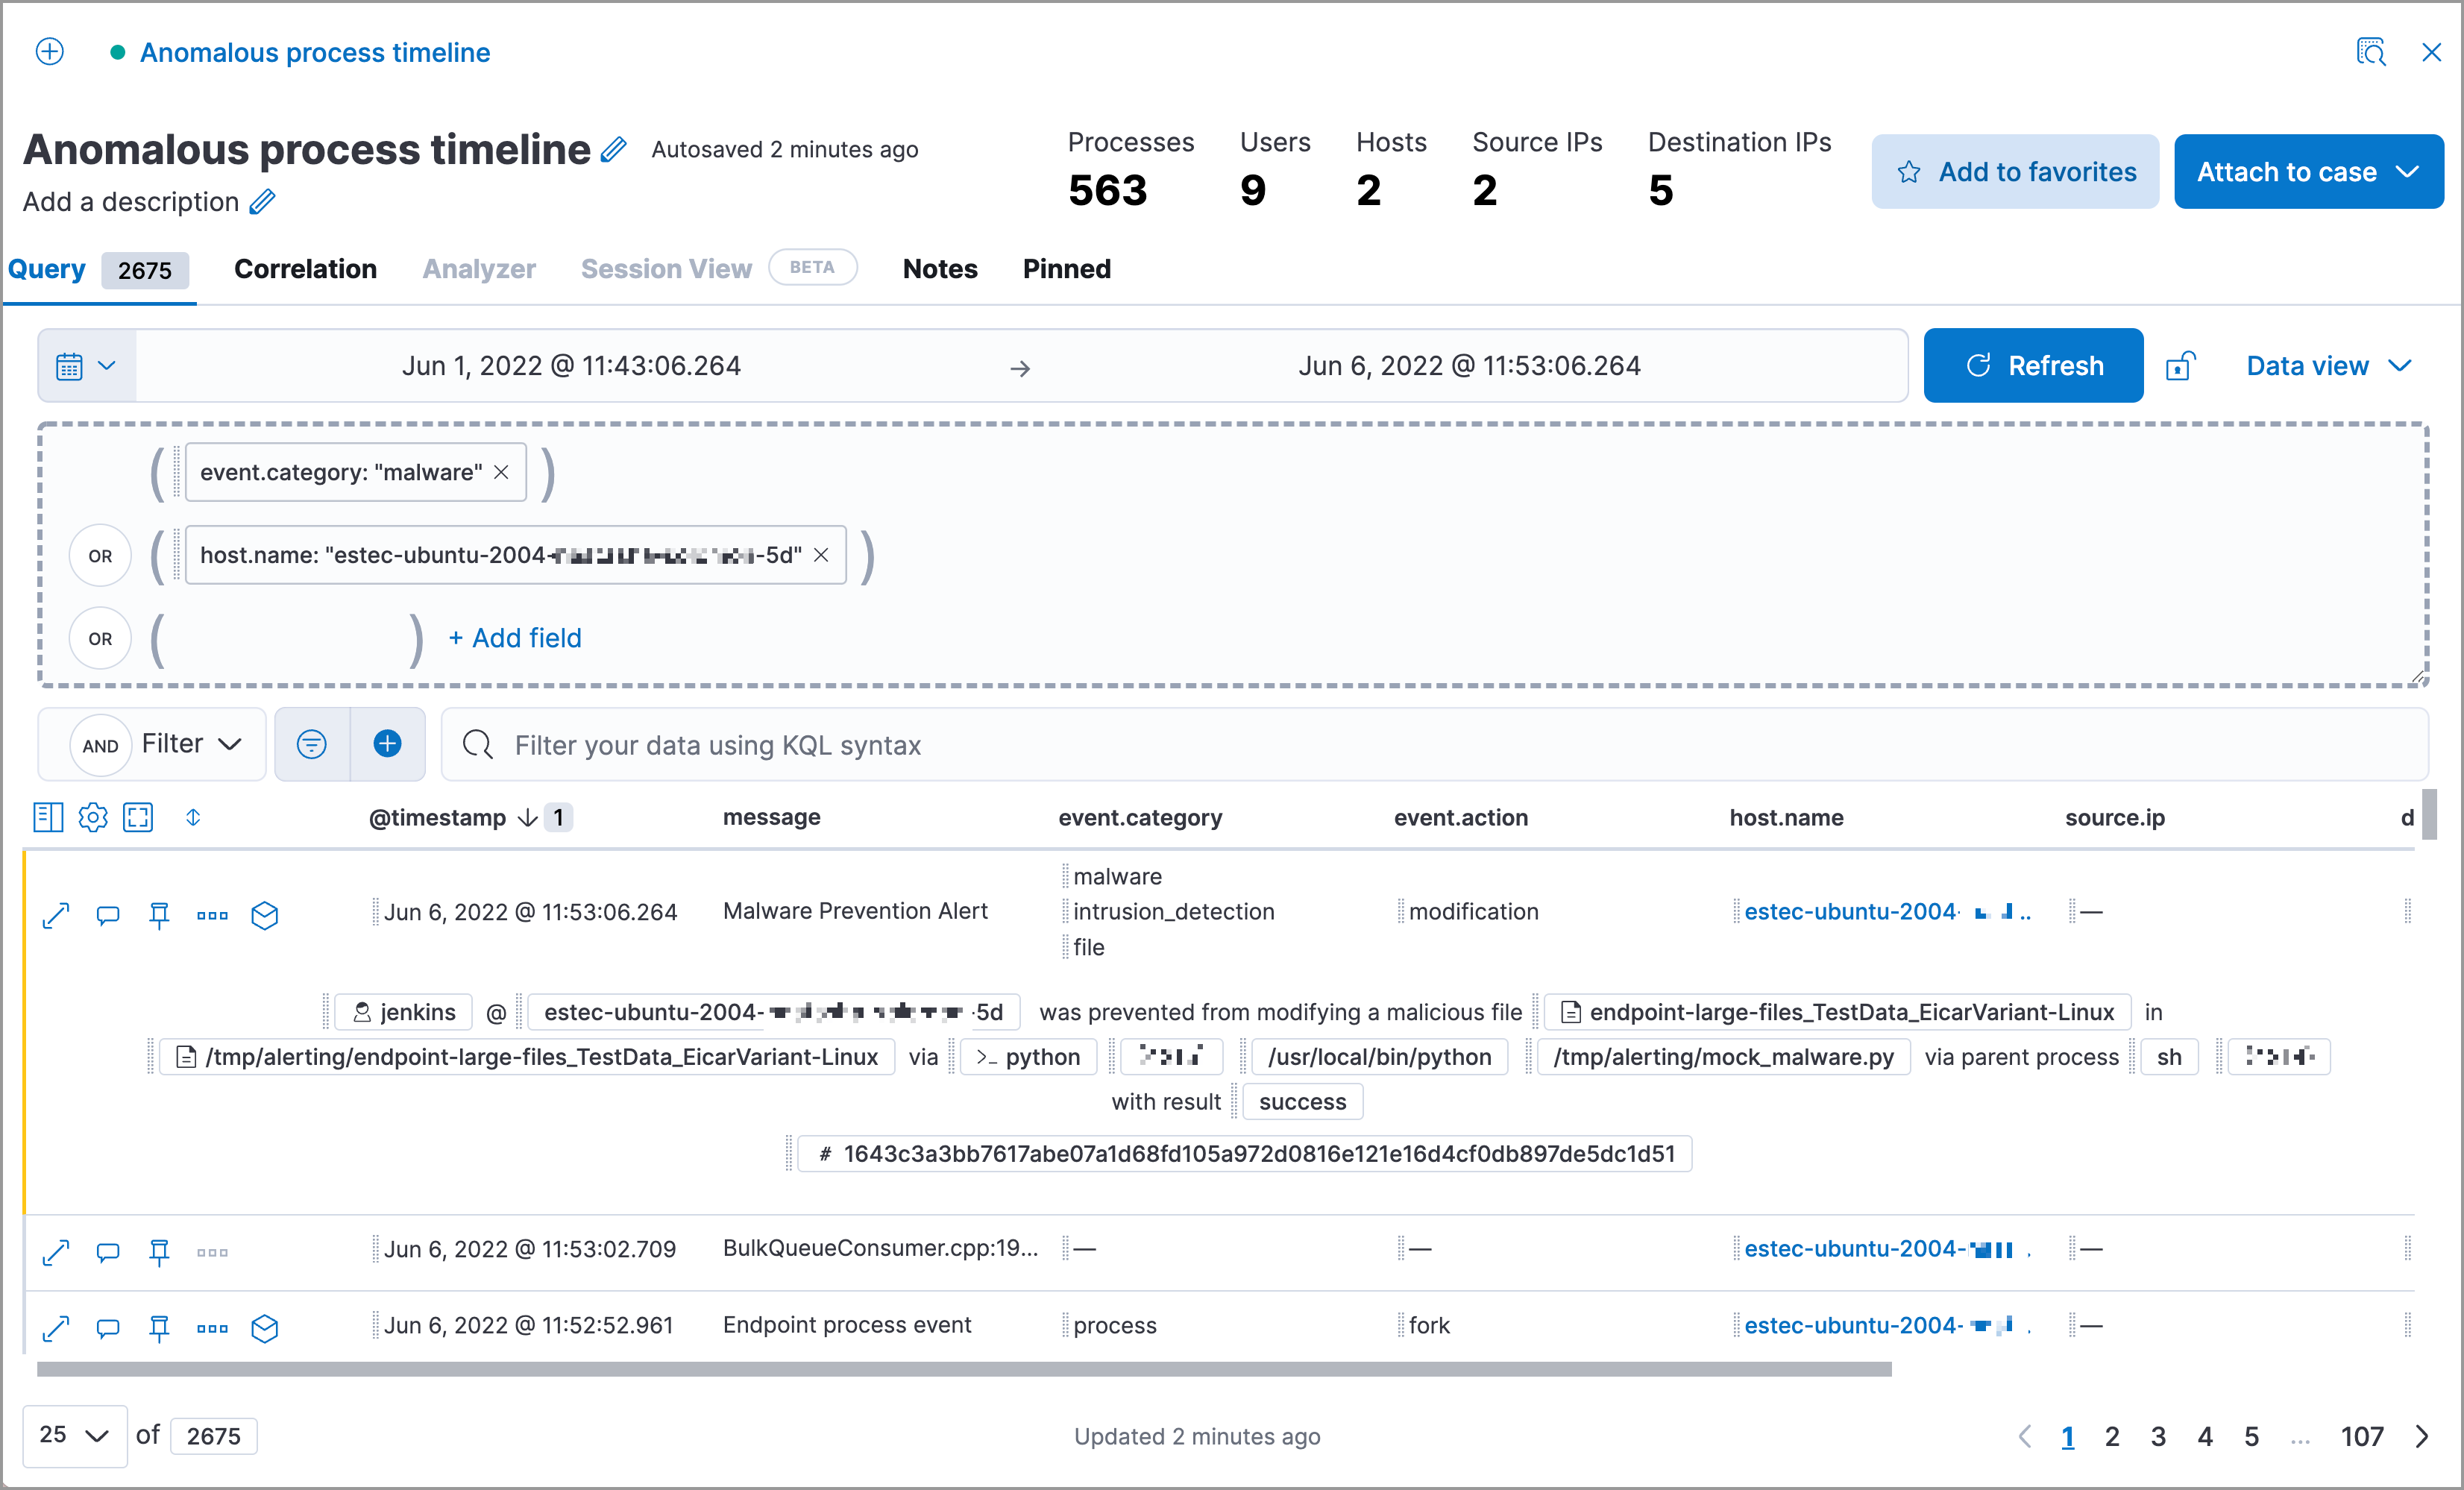 Anomalous process timeline
Anomalous process timeline Autosaved 2 minutes ago
Add a description
Processes Users Hosts Source IPs Destination IPs
563 9 2 2 5
Add to favorites Attach to case
Query 2675 Correlation Analyzer Session View BETA Notes Pinned
Jun 1, 2022 @ 11:43:06.264 → Jun 6, 2022 @ 11:53:06.264 Refresh Data view
( event.category: "malware" × )
OR ( host.name: "estec-ubuntu-2004- -5d" × )
OR ( ) + Add field
AND Filter Filter your data using KQL syntax
@timestamp ↓ 1 message event.category event.action host.name source.ip d
malware
Jun 6, 2022 @ 11:53:06.264 Malware Prevention Alert intrusion_detection modification estec-ubuntu-2004- .. —
file
jenkins @ estec-ubuntu-2004- -5d was prevented from modifying a malicious file endpoint-large-files_TestData_EicarVariant-Linux in
/tmp/alerting/endpoint-large-files_TestData_EicarVariant-Linux via >_ python /usr/local/bin/python /tmp/alerting/mock_malware.py via parent process sh
with result success
# 1643c3a3bb7617abe07a1d68fd105a972d0816e121e16d4cf0db897de5dc1d51
Jun 6, 2022 @ 11:53:02.709 BulkQueueConsumer.cpp:19... — — estec-ubuntu-2004- . —
Jun 6, 2022 @ 11:52:52.961 Endpoint process event process fork estec-ubuntu-2004- . —
25 of 2675 Updated 2 minutes ago 1 2 3 4 5 ... 107